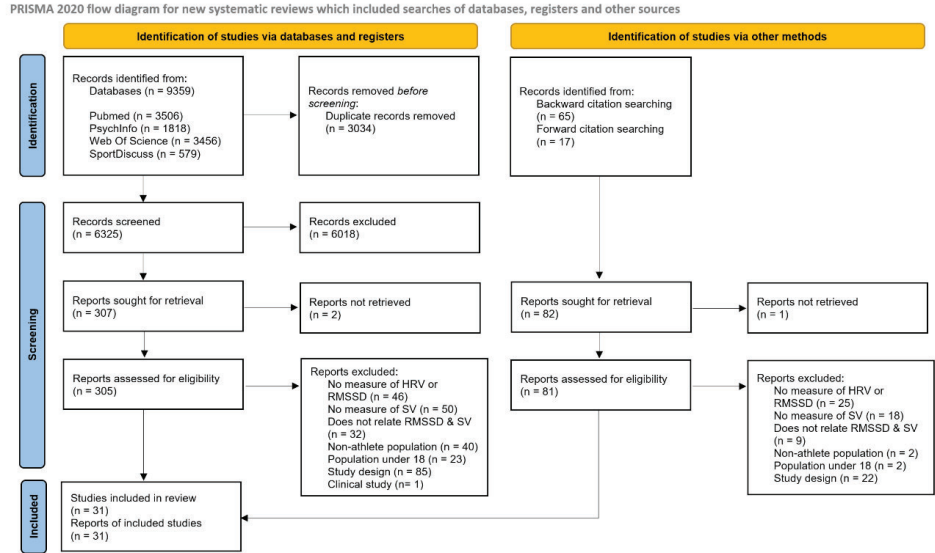 PRISMA 2020 flow diagram for new systematic reviews which included searches of databases, registers and other sources
Identification of studies via databases and registers
Identification of studies via other methods
Identification
Records identified from:
Databases (n = 9359)
Pubmed = 3506)
PsychInfo = 1818)
Web Of Science = 3456)
SportDiscuss (n = 579)
Records removed before
screening:
Duplicate records removed
(n = 3034)
Records identified from:
Backward citation searching
(n = 65)
Forward citation searching
(n = 17)
Screening
Records screened
(n = 6325)
Records excluded
(n = 6018)
Reports sought for retrieval
(n = 307)
Reports not retrieved
(n = 2)
Reports sought for retrieval
(n = 82)
Reports not retrieved
(n = 1)
Reports assessed for eligibility
(n = 305)
Reports excluded:
No measure of HRV or
RMSSD (n = 46)
No measure of SV (n = 50)
Does not relate RMSSD & SV
(n = 32)
Non-athlete population (n = 40)
Population under 18 (n = 23)
Study design (n = 85)
Clinical study (n= 1)
Reports assessed for eligibility
(n = 81)
Reports excluded:
No measure of HRV or
RMSSD (n = 25)
No measure of SV (n = 18)
Does not relate RMSSD & SV
(n = 9)
Non-athlete population (n = 2)
Population under 18 (n = 2)
Study design (n = 22)
Included
Studies included in review
(n = 31)
Reports of included studies
(n = 31)